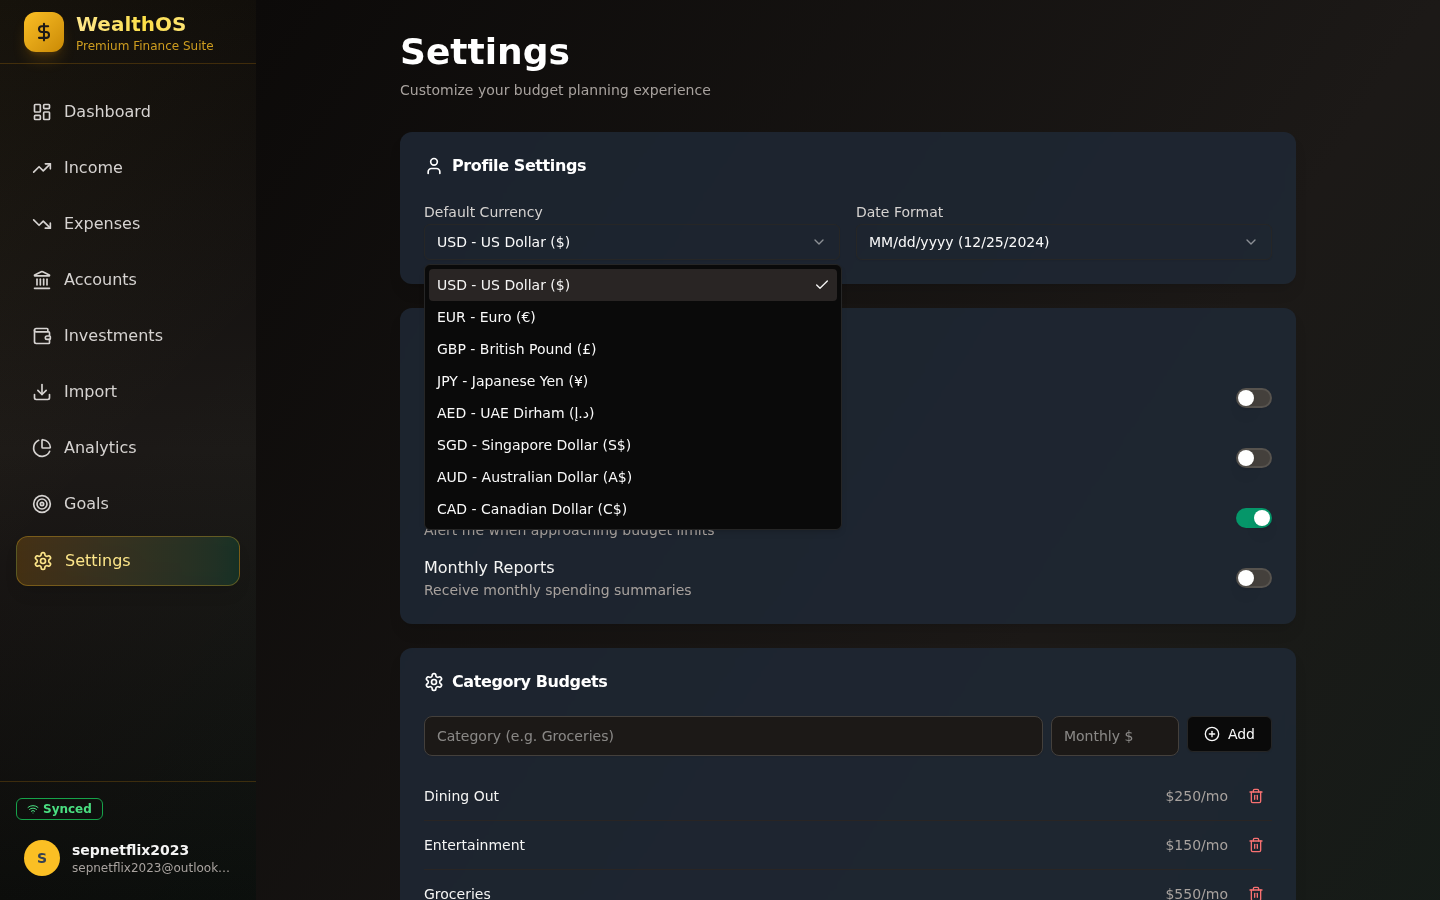 WealthOS
Premium Finance Suite
Dashboard
Income
Expenses
Accounts
Investments
Import
Analytics
Goals
Settings
Synced
S
sepnetflix2023
sepnetflix2023@outlook...
Settings
Customize your budget planning experience
Profile Settings
Default Currency
USD - US Dollar ($)
Date Format
MM/dd/yyyy (12/25/2024)
USD - US Dollar ($)
EUR - Euro (€)
GBP - British Pound (£)
JPY - Japanese Yen (¥)
AED - UAE Dirham (د.إ)
SGD - Singapore Dollar (S$)
AUD - Australian Dollar (A$)
CAD - Canadian Dollar (C$)
Alert me when approaching budget limits
Monthly Reports
Receive monthly spending summaries
Category Budgets
Category (e.g. Groceries)
Monthly $
Add
Dining Out
$250/mo
Entertainment
$150/mo
Groceries
$550/mo